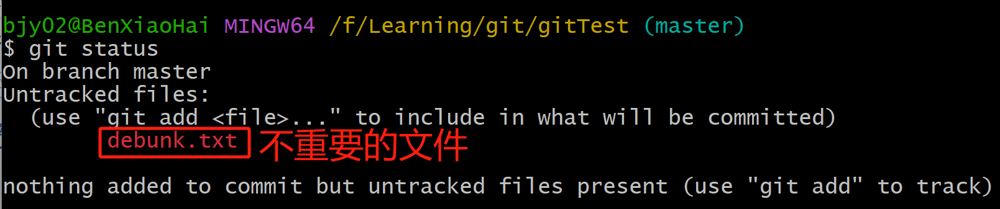 bjy02@BenXiaoHai MINGW64 /f/Learning/git/gitTest (master)
$ git status
On branch master
Untracked files:
  (use "git add <file>..." to include in what will be committed)
        debunk.txt 不重要的文件
nothing added to commit but untracked files present (use "git add" to track)